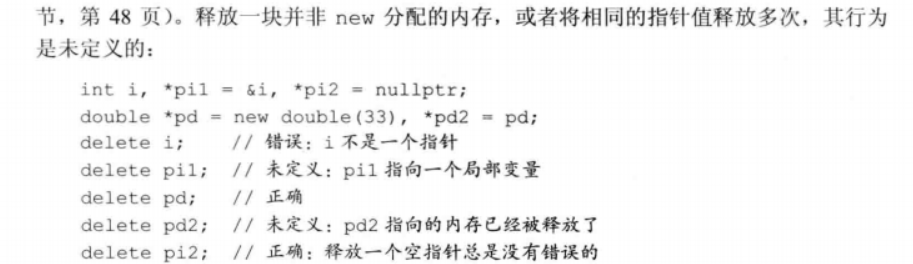 节，第 48 页）。释放一块并非 new 分配的内存，或者将相同的指针值释放多次，其行为
是未定义的：
int i, *pi1 = &i, *pi2 = nullptr;
double *pd = new double(33), *pd2 = pd;
delete i; // 错误：i 不是一个指针
delete pi1; // 未定义：pi1 指向一个局部变量
delete pd; // 正确
delete pd2; // 未定义：pd2 指向的内存已经被释放了
delete pi2; // 正确：释放一个空指针总是没有错误的